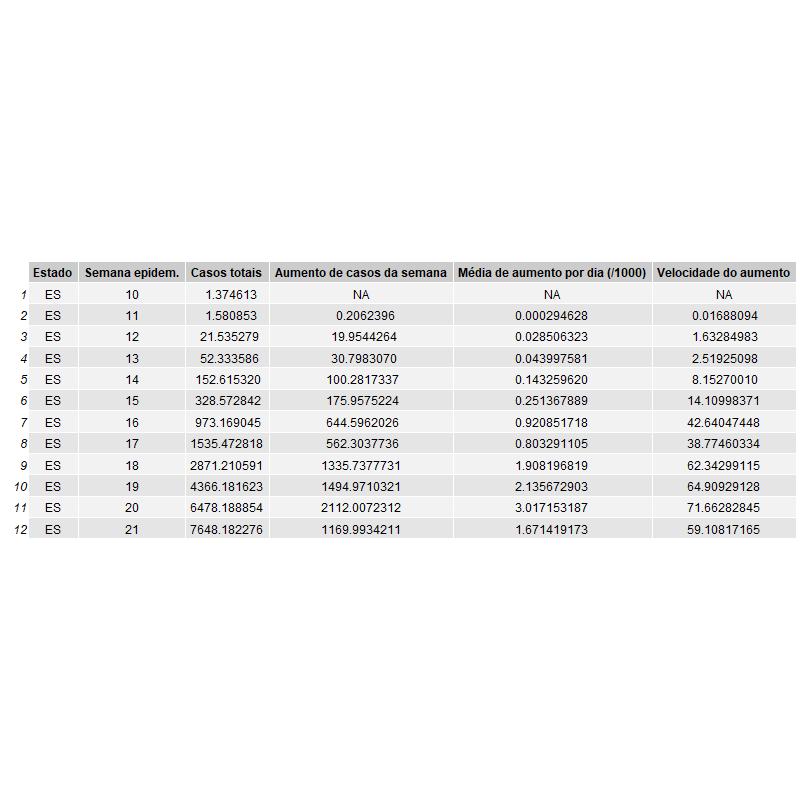 Estado Semana epidem. Casos totais Aumento de casos da semana Média de aumento por dia (/1000) Velocidade do aumento
1 ES 10 1.374613 NA NA NA
2 ES 11 1.580853 0.2062396 0.000294628 0.01688094
3 ES 12 21.535279 19.9544264 0.028506323 1.63284983
4 ES 13 52.333586 30.7983070 0.043997581 2.51925098
5 ES 14 152.615320 100.2817337 0.143259620 8.15270010
6 ES 15 328.572842 175.9575224 0.251367889 14.10998371
7 ES 16 973.169045 644.5962026 0.920851718 42.64047448
8 ES 17 1535.472818 562.3037736 0.803291105 38.77460334
9 ES 18 2871.210591 1335.7377731 1.908196819 62.34299115
10 ES 19 4366.181623 1494.9710321 2.135672903 64.90929128
11 ES 20 6478.188854 2112.0072312 3.017153187 71.66282845
12 ES 21 7648.182276 1169.9934211 1.671419173 59.10817165